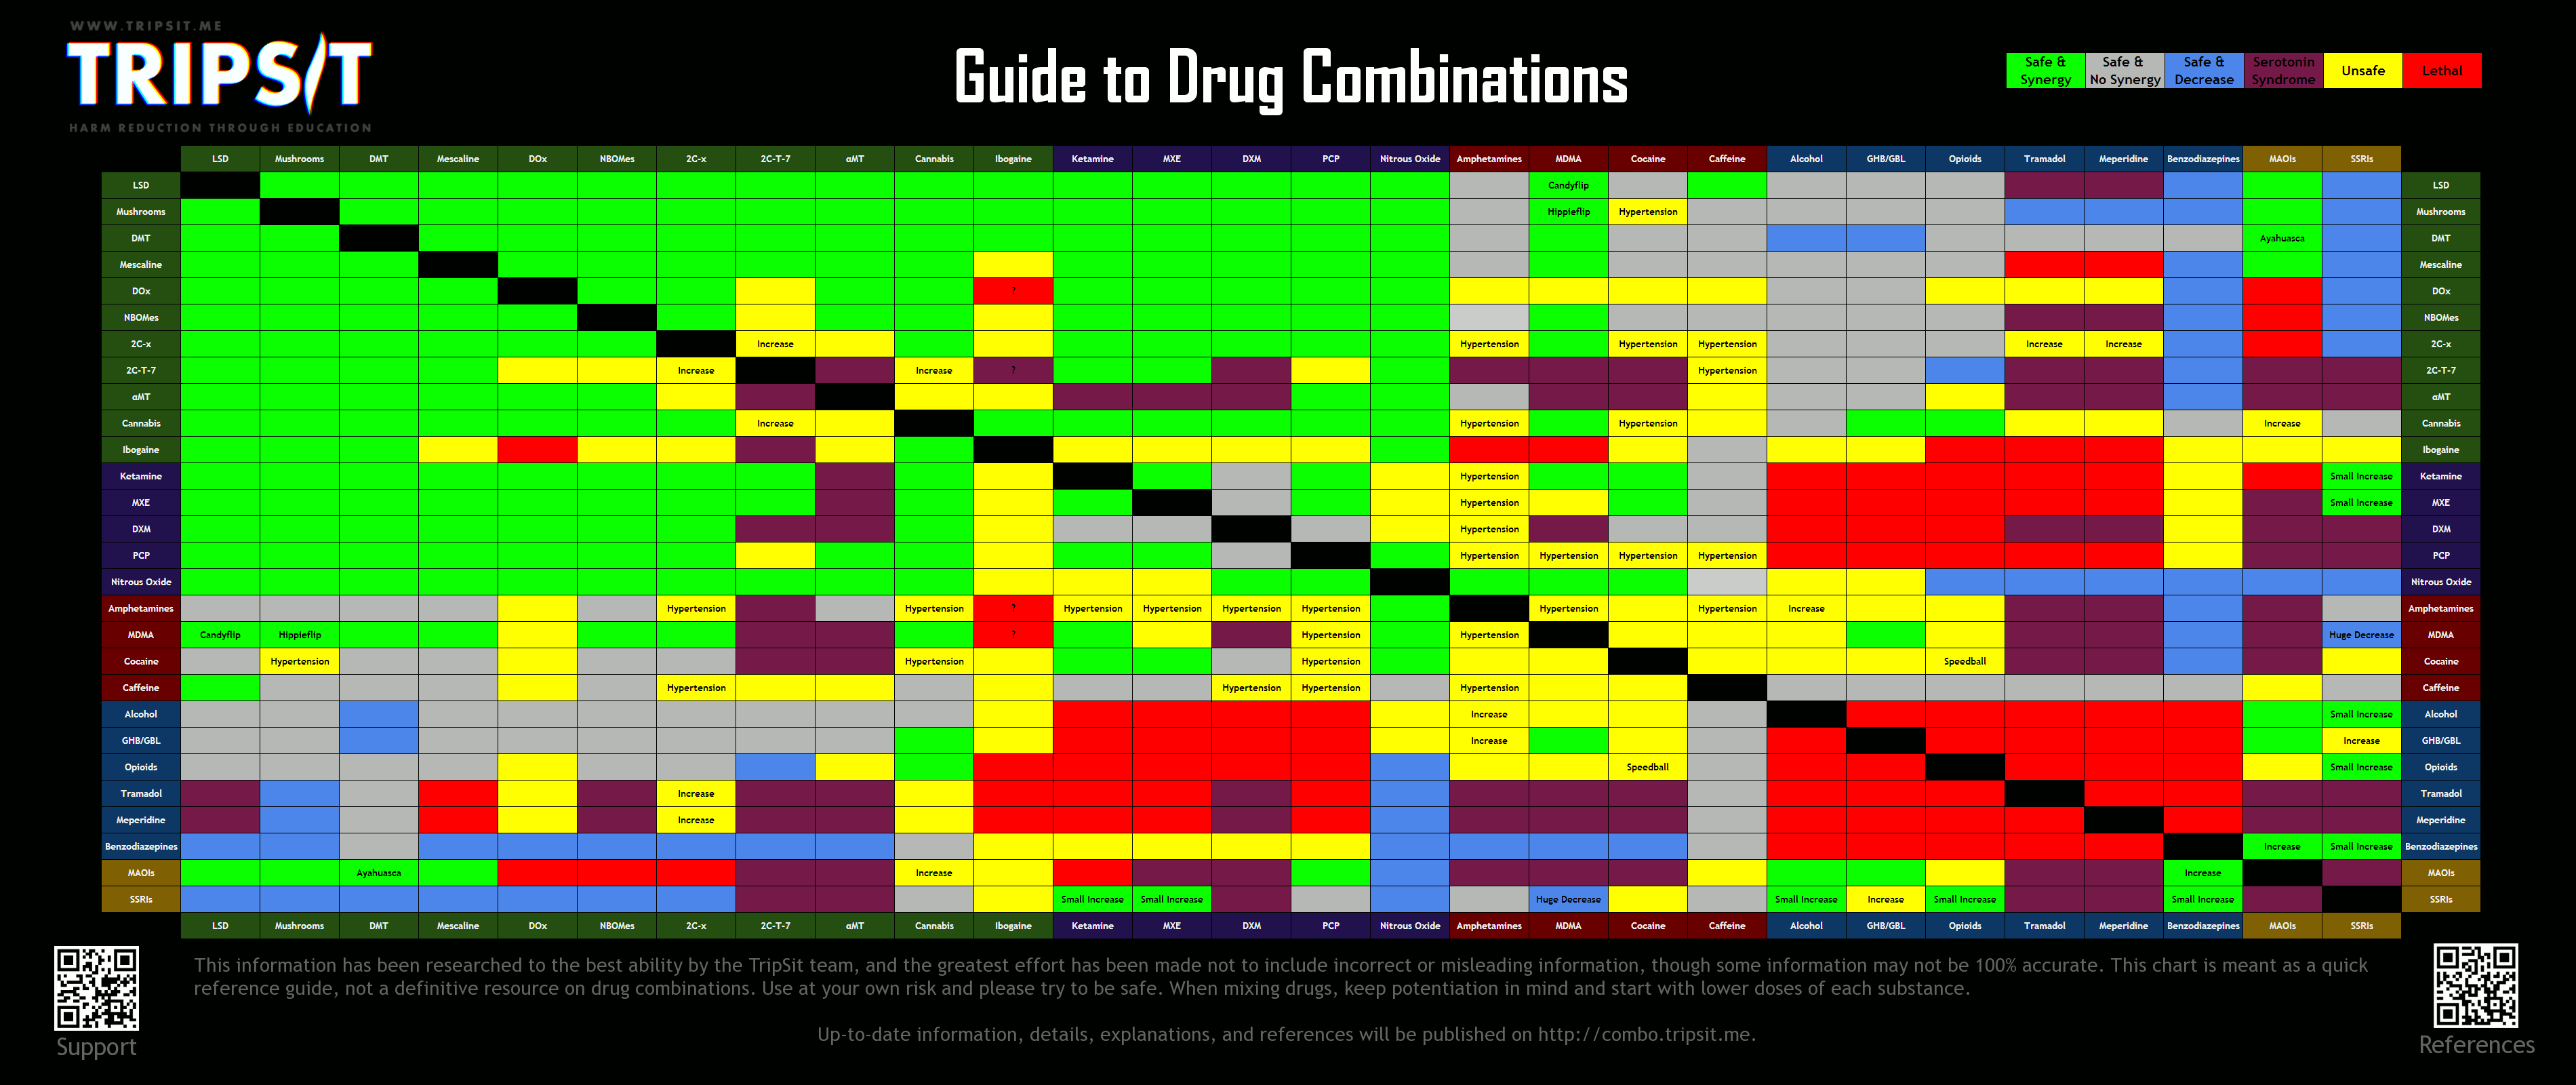 WWW.TRIPSIT.ME
TRIPSIT
HARM REDUCTION THROUGH EDUCATION
Guide to Drug Combinations
Safe & Synergy Safe & No Synergy Safe & Decrease Serotonin Syndrome Unsafe Lethal
LSD Mushrooms DMT Mescaline DOx NBOMes 2C-x 2C-T-7 αMT Cannabis Ibogaine Ketamine MXE DXM PCP Nitrous Oxide Amphetamines MDMA Cocaine Caffeine Alcohol GHB/GBL Opioids Tramadol Meperidine Benzodiazepines MAOIs SSRIs
LSD Candyflip LSD
Mushrooms Hippieflip Hypertension Mushrooms
DMT Ayahuasca DMT
Mescaline Mescaline
DOx ? DOx
NBOMes NBOMes
2C-x Increase Hypertension Hypertension Hypertension Increase Increase 2C-x
2C-T-7 Increase Increase ? Hypertension 2C-T-7
αMT αMT
Cannabis Increase Hypertension Hypertension Increase Cannabis
Ibogaine Ibogaine
Ketamine Hypertension Small Increase Ketamine
MXE Hypertension Small Increase MXE
DXM Hypertension DXM
PCP Hypertension Hypertension Hypertension Hypertension PCP
Nitrous Oxide Nitrous Oxide
Amphetamines Hypertension Hypertension ? Hypertension Hypertension Hypertension Hypertension Hypertension Hypertension Increase Amphetamines
MDMA Candyflip Hippieflip ? Hypertension Hypertension Huge Decrease MDMA
Cocaine Hypertension Hypertension Hypertension Speedball Cocaine
Caffeine Hypertension Hypertension Hypertension Hypertension Caffeine
Alcohol Increase Small Increase Alcohol
GHB/GBL Increase Increase GHB/GBL
Opioids Speedball Small Increase Opioids
Tramadol Increase Tramadol
Meperidine Increase Meperidine
Benzodiazepines Increase Small Increase Benzodiazepines
MAOIs Ayahuasca Increase Increase MAOIs
SSRIs Small Increase Small Increase Huge Decrease Small Increase Increase Small Increase Small Increase SSRIs
LSD Mushrooms DMT Mescaline DOx NBOMes 2C-x 2C-T-7 αMT Cannabis Ibogaine Ketamine MXE DXM PCP Nitrous Oxide Amphetamines MDMA Cocaine Caffeine Alcohol GHB/GBL Opioids Tramadol Meperidine Benzodiazepines MAOIs SSRIs
This information has been researched to the best ability by the TripSit team, and the greatest effort has been made not to include incorrect or misleading information, though some information may not be 100% accurate. This chart is meant as a quick
reference guide, not a definitive resource on drug combinations. Use at your own risk and please try to be safe. When mixing drugs, keep potentiation in mind and start with lower doses of each substance.
Up-to-date information, details, explanations, and references will be published on http://combo.tripsit.me.
Support
References